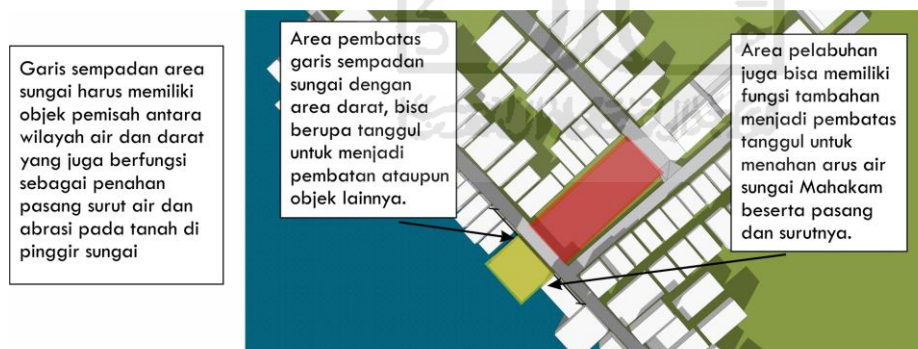 Garis sempadan area
sungai harus memiliki
objek pemisah antara
wilayah air dan darat
yang juga berfungsi
sebagai penahan
pasang surut air dan
abrasi pada tanah di
pinggir sungai
Area pembatas
garis sempadan
sungai dengan
area darat, bisa
berupa tanggul
untuk menjadi
pembatan ataupun
objek lainnya.
Area pelabuhan
juga bisa memiliki
fungsi tambahan
menjadi pembatas
tanggul untuk
menahan arus air
sungai Mahakam
beserta pasang
dan surutnya.